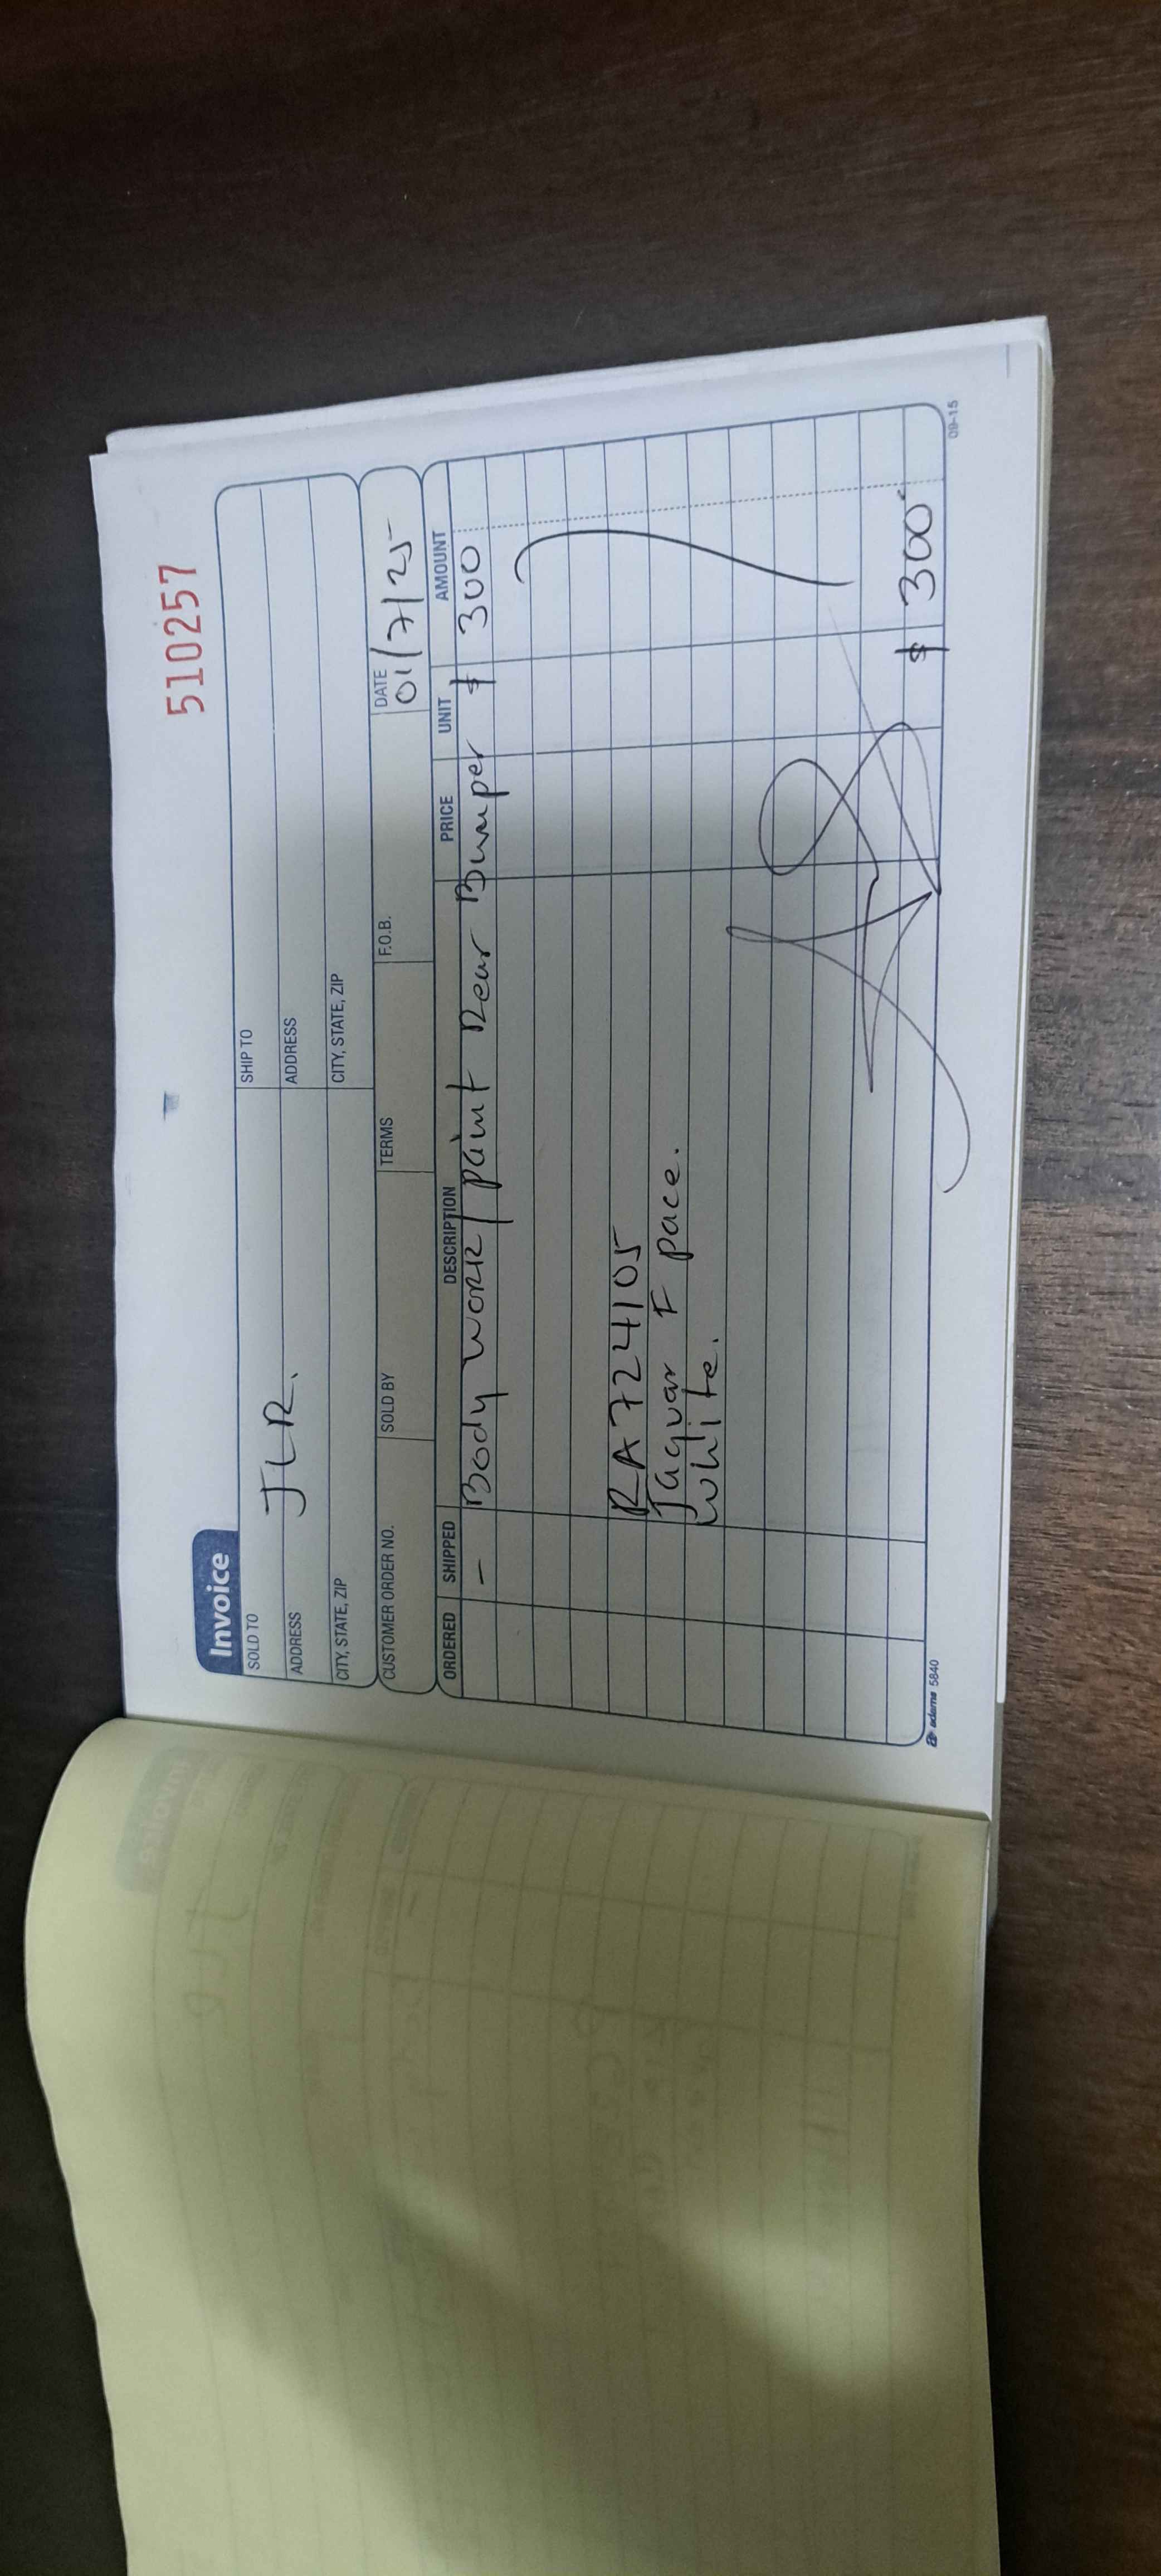 510257
Invoice
SOLD TO SHIP TO
JLR.
ADDRESS ADDRESS
CITY, STATE, ZIP CITY, STATE, ZIP
CUSTOMER ORDER NO. SOLD BY TERMS F.O.B. DATE
01/7/25
ORDERED SHIPPED DESCRIPTION PRICE UNIT AMOUNT
- Body work/paint Rear Bumper $ 300
RA724105
Jaguar F pace.
White.
$ 300
adams 5840 09-15